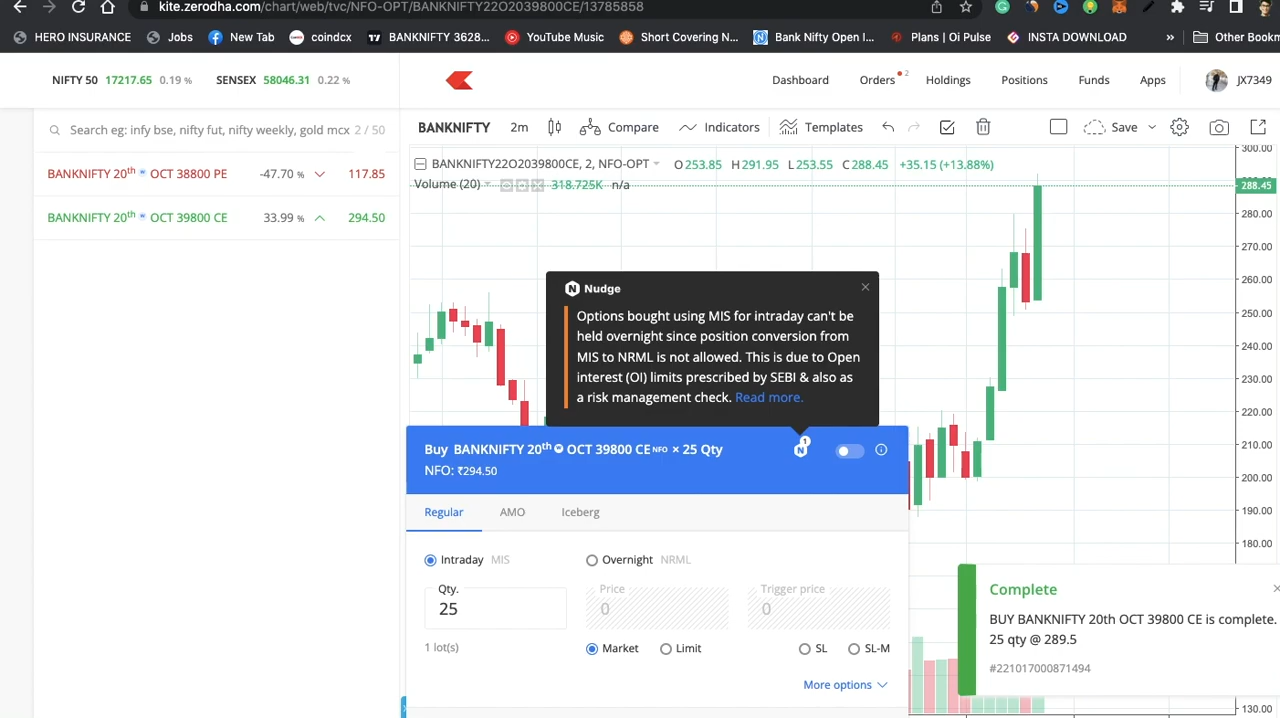 kite.zerodha.com/chart/web/tvc/NFO-OPT/BANKNIFTY22O2039800CE/13785858
HERO INSURANCE Jobs New Tab coindcx BANKNIFTY 3628... YouTube Music Short Covering N... Bank Nifty Open I... Plans | Oi Pulse INSTA DOWNLOAD » Other Bookm
NIFTY 50 17217.65 0.19 % SENSEX 58046.31 0.22 %
Dashboard Orders 2 Holdings Positions Funds Apps JX7349
Search eg: infy bse, nifty fut, nifty weekly, gold mcx 2 / 50
BANKNIFTY 2m Compare Indicators Templates Save
BANKNIFTY 20th w OCT 38800 PE -47.70 % 117.85
BANKNIFTY 20th w OCT 39800 CE 33.99 % 294.50
BANKNIFTY22O2039800CE, 2, NFO-OPT O 253.85 H 291.95 L 253.55 C 288.45 +35.15 (+13.88%)
Volume (20) 318.725K n/a
300.00
288.45
280.00
270.00
260.00
250.00
240.00
230.00
220.00
210.00
200.00
190.00
180.00
130.00
Nudge
Options bought using MIS for intraday can't be
held overnight since position conversion from
MIS to NRML is not allowed. This is due to Open
interest (OI) limits prescribed by SEBI & also as
a risk management check. Read more.
Buy BANKNIFTY 20th w OCT 39800 CE NFO × 25 Qty
1
NFO: ₹294.50
Regular AMO Iceberg
Intraday MIS Overnight NRML
Qty. Price Trigger price
25 0 0
1 lot(s) Market Limit SL SL-M
More options
Complete
BUY BANKNIFTY 20th OCT 39800 CE is complete.
25 qty @ 289.5
#221017000871494